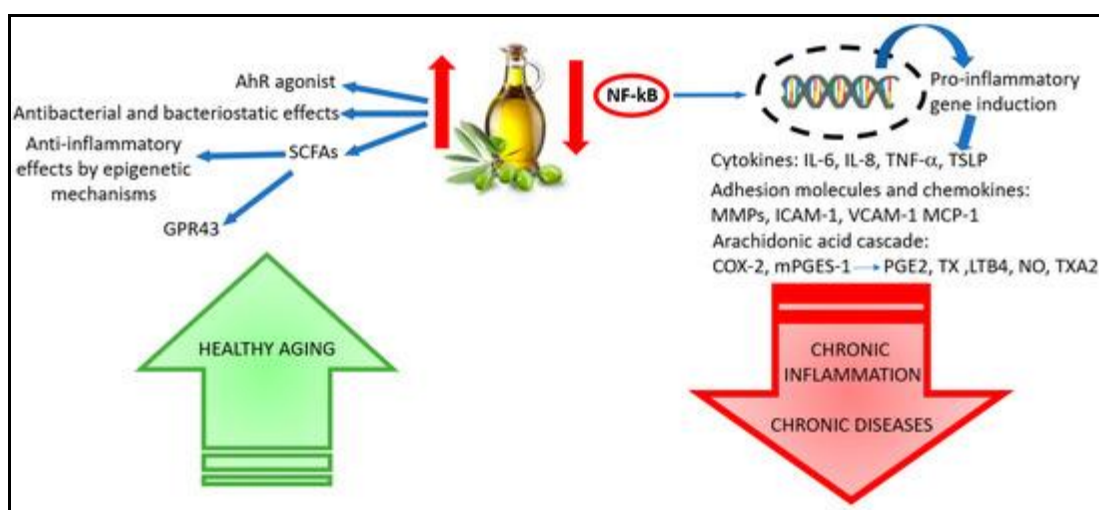 AhR agonist
Antibacterial and bacteriostatic effects
Anti-inflammatory
effects by epigenetic
mechanisms
SCFAs
GPR43
HEALTHY AGING
NF-kB
Pro-inflammatory
gene induction
Cytokines: IL-6, IL-8, TNF-α, TSLP
Adhesion molecules and chemokines:
MMPs, ICAM-1, VCAM-1 MCP-1
Arachidonic acid cascade:
COX-2, mPGES-1 → PGE2, TX ,LTB4, NO, TXA2
CHRONIC
INFLAMMATION
CHRONIC DISEASES